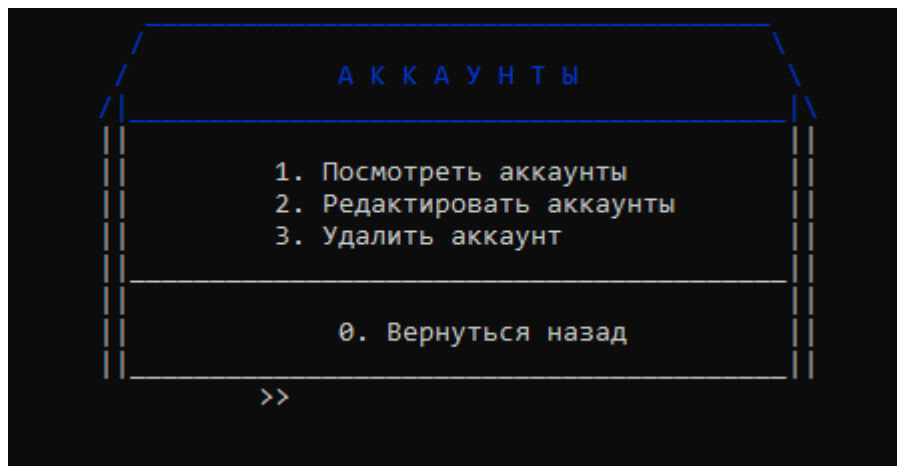 А К К А У Н Т Ы
1. Посмотреть аккаунты
2. Редактировать аккаунты
3. Удалить аккаунт
0. Вернуться назад
>>